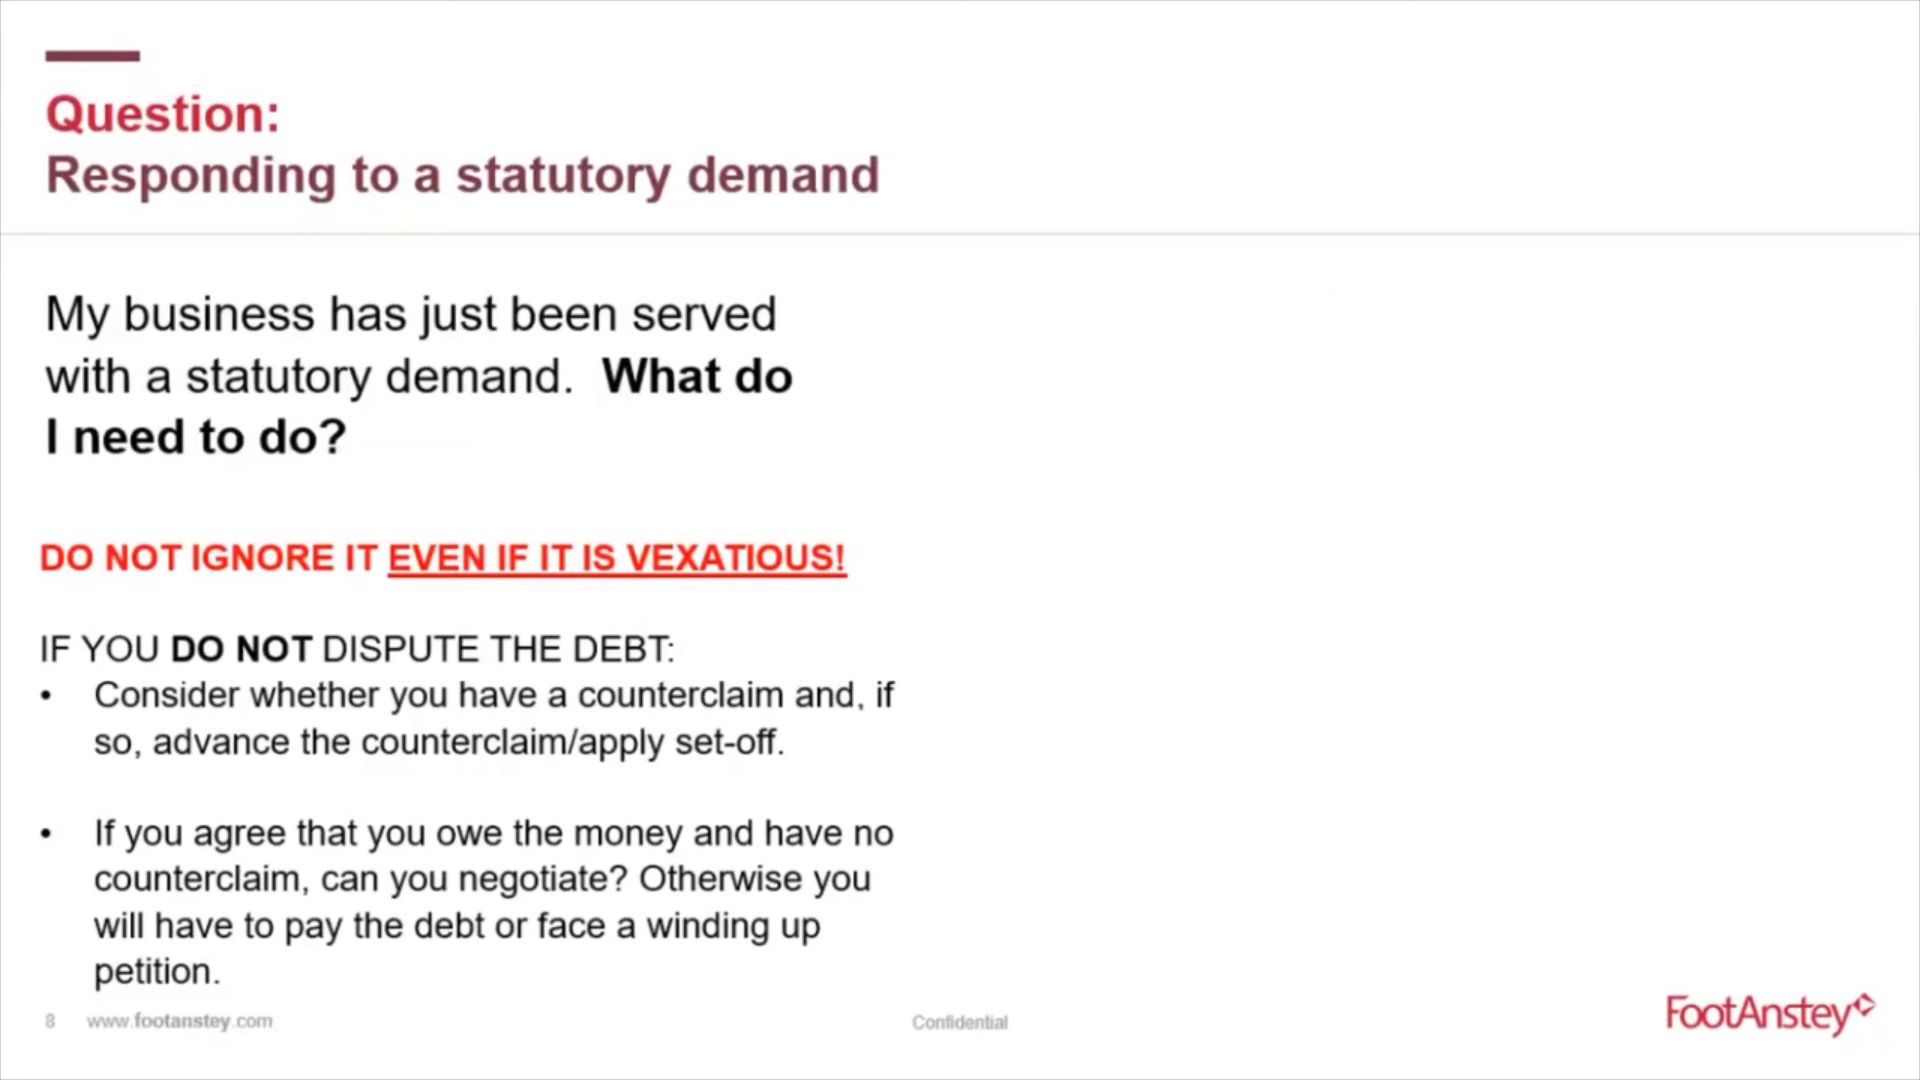 Question:
Responding to a statutory demand
My business has just been served
with a statutory demand.  What do
I need to do?
DO NOT IGNORE IT EVEN IF IT IS VEXATIOUS!
IF YOU DO NOT DISPUTE THE DEBT:
• Consider whether you have a counterclaim and, if
so, advance the counterclaim/apply set-off.
• If you agree that you owe the money and have no
counterclaim, can you negotiate? Otherwise you
will have to pay the debt or face a winding up
petition.
8 www.footanstey.com Confidential FootAnstey